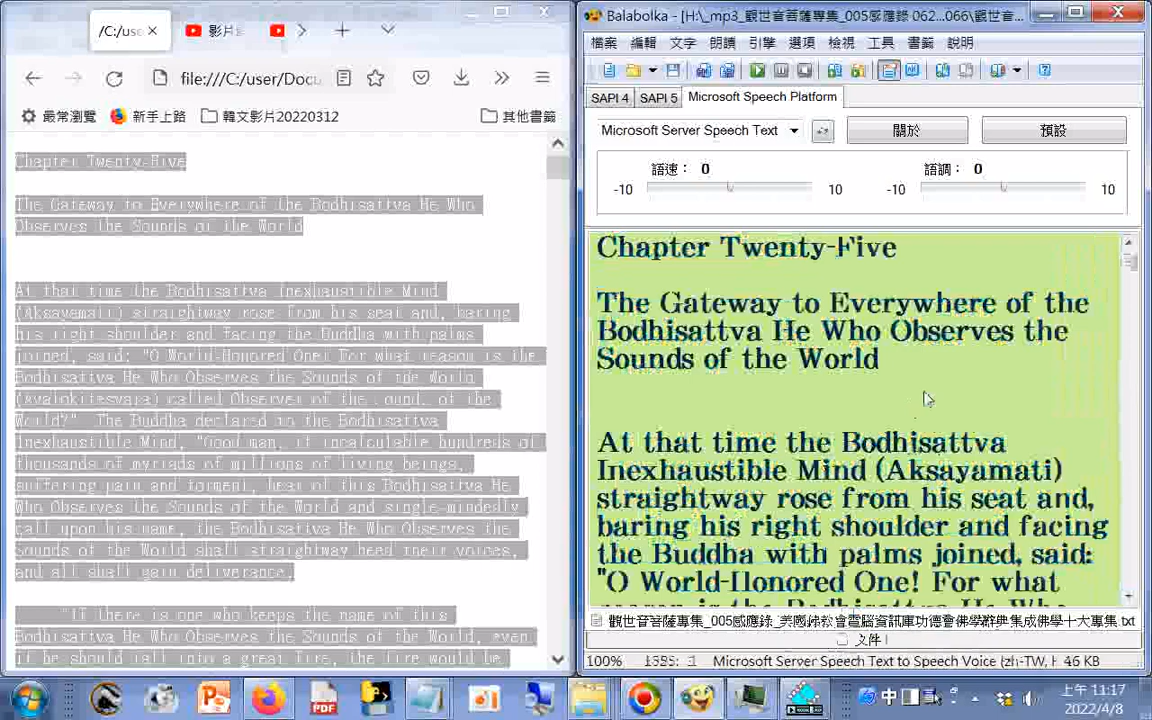 /C:/use
影片
file:///C:/user/Docu
最常瀏覽
新手上路
韓文影片20220312
其他書籤
Chapter Twenty-Five
The Gateway to Everywhere of the Bodhisattva He Who
Observes the Sounds of the World
At that time the Bodhisattva Inexhaustible Mind
(Aksayamati) straightway rose from his seat and, baring
his right shoulder and facing the Buddha with palms
joined, said: "O World-Honored One! For what reason is the
Bodhisattva He Who Observes the Sounds of the World
(Avalokitesvara) called Observer of the Sounds of the
World?" The Buddha declared to the Bodhisattva
Inexhaustible Mind, "Good man, if incalculable hundreds of
thousands of myriads of millions of living beings,
suffering pain and torment, hear of this Bodhisattva He
Who Observes the Sounds of the World and single-mindedly
call upon his name, the Bodhisattva He Who Observes the
Sounds of the World shall straightway heed their voices,
and all shall gain deliverance.
"If there is one who keeps the name of this
Bodhisattva He Who Observes the Sounds of the World, even
if he should fall into a great fire, the fire would be
Balabolka - [H:\_mp3_觀世音菩薩專集_005感應錄-062...066\觀世音...
檔案 編輯 文字 朗讀 引擎 選項 檢視 工具 書籤 說明
SAPI 4 SAPI 5 Microsoft Speech Platform
Microsoft Server Speech Text
關於
預設
語速： 0
語調： 0
-10 10 -10 10
Chapter Twenty-Five
The Gateway to Everywhere of the
Bodhisattva He Who Observes the
Sounds of the World
At that time the Bodhisattva
Inexhaustible Mind (Aksayamati)
straightway rose from his seat and,
baring his right shoulder and facing
the Buddha with palms joined, said:
"O World-Honored One! For what
reason is the Bodhisattva He Who
文件 1
100% 1395: 1 Microsoft Server Speech Text to Speech Voice (zh-TW, H 46 KB
中
上午 11:17
2022/4/8